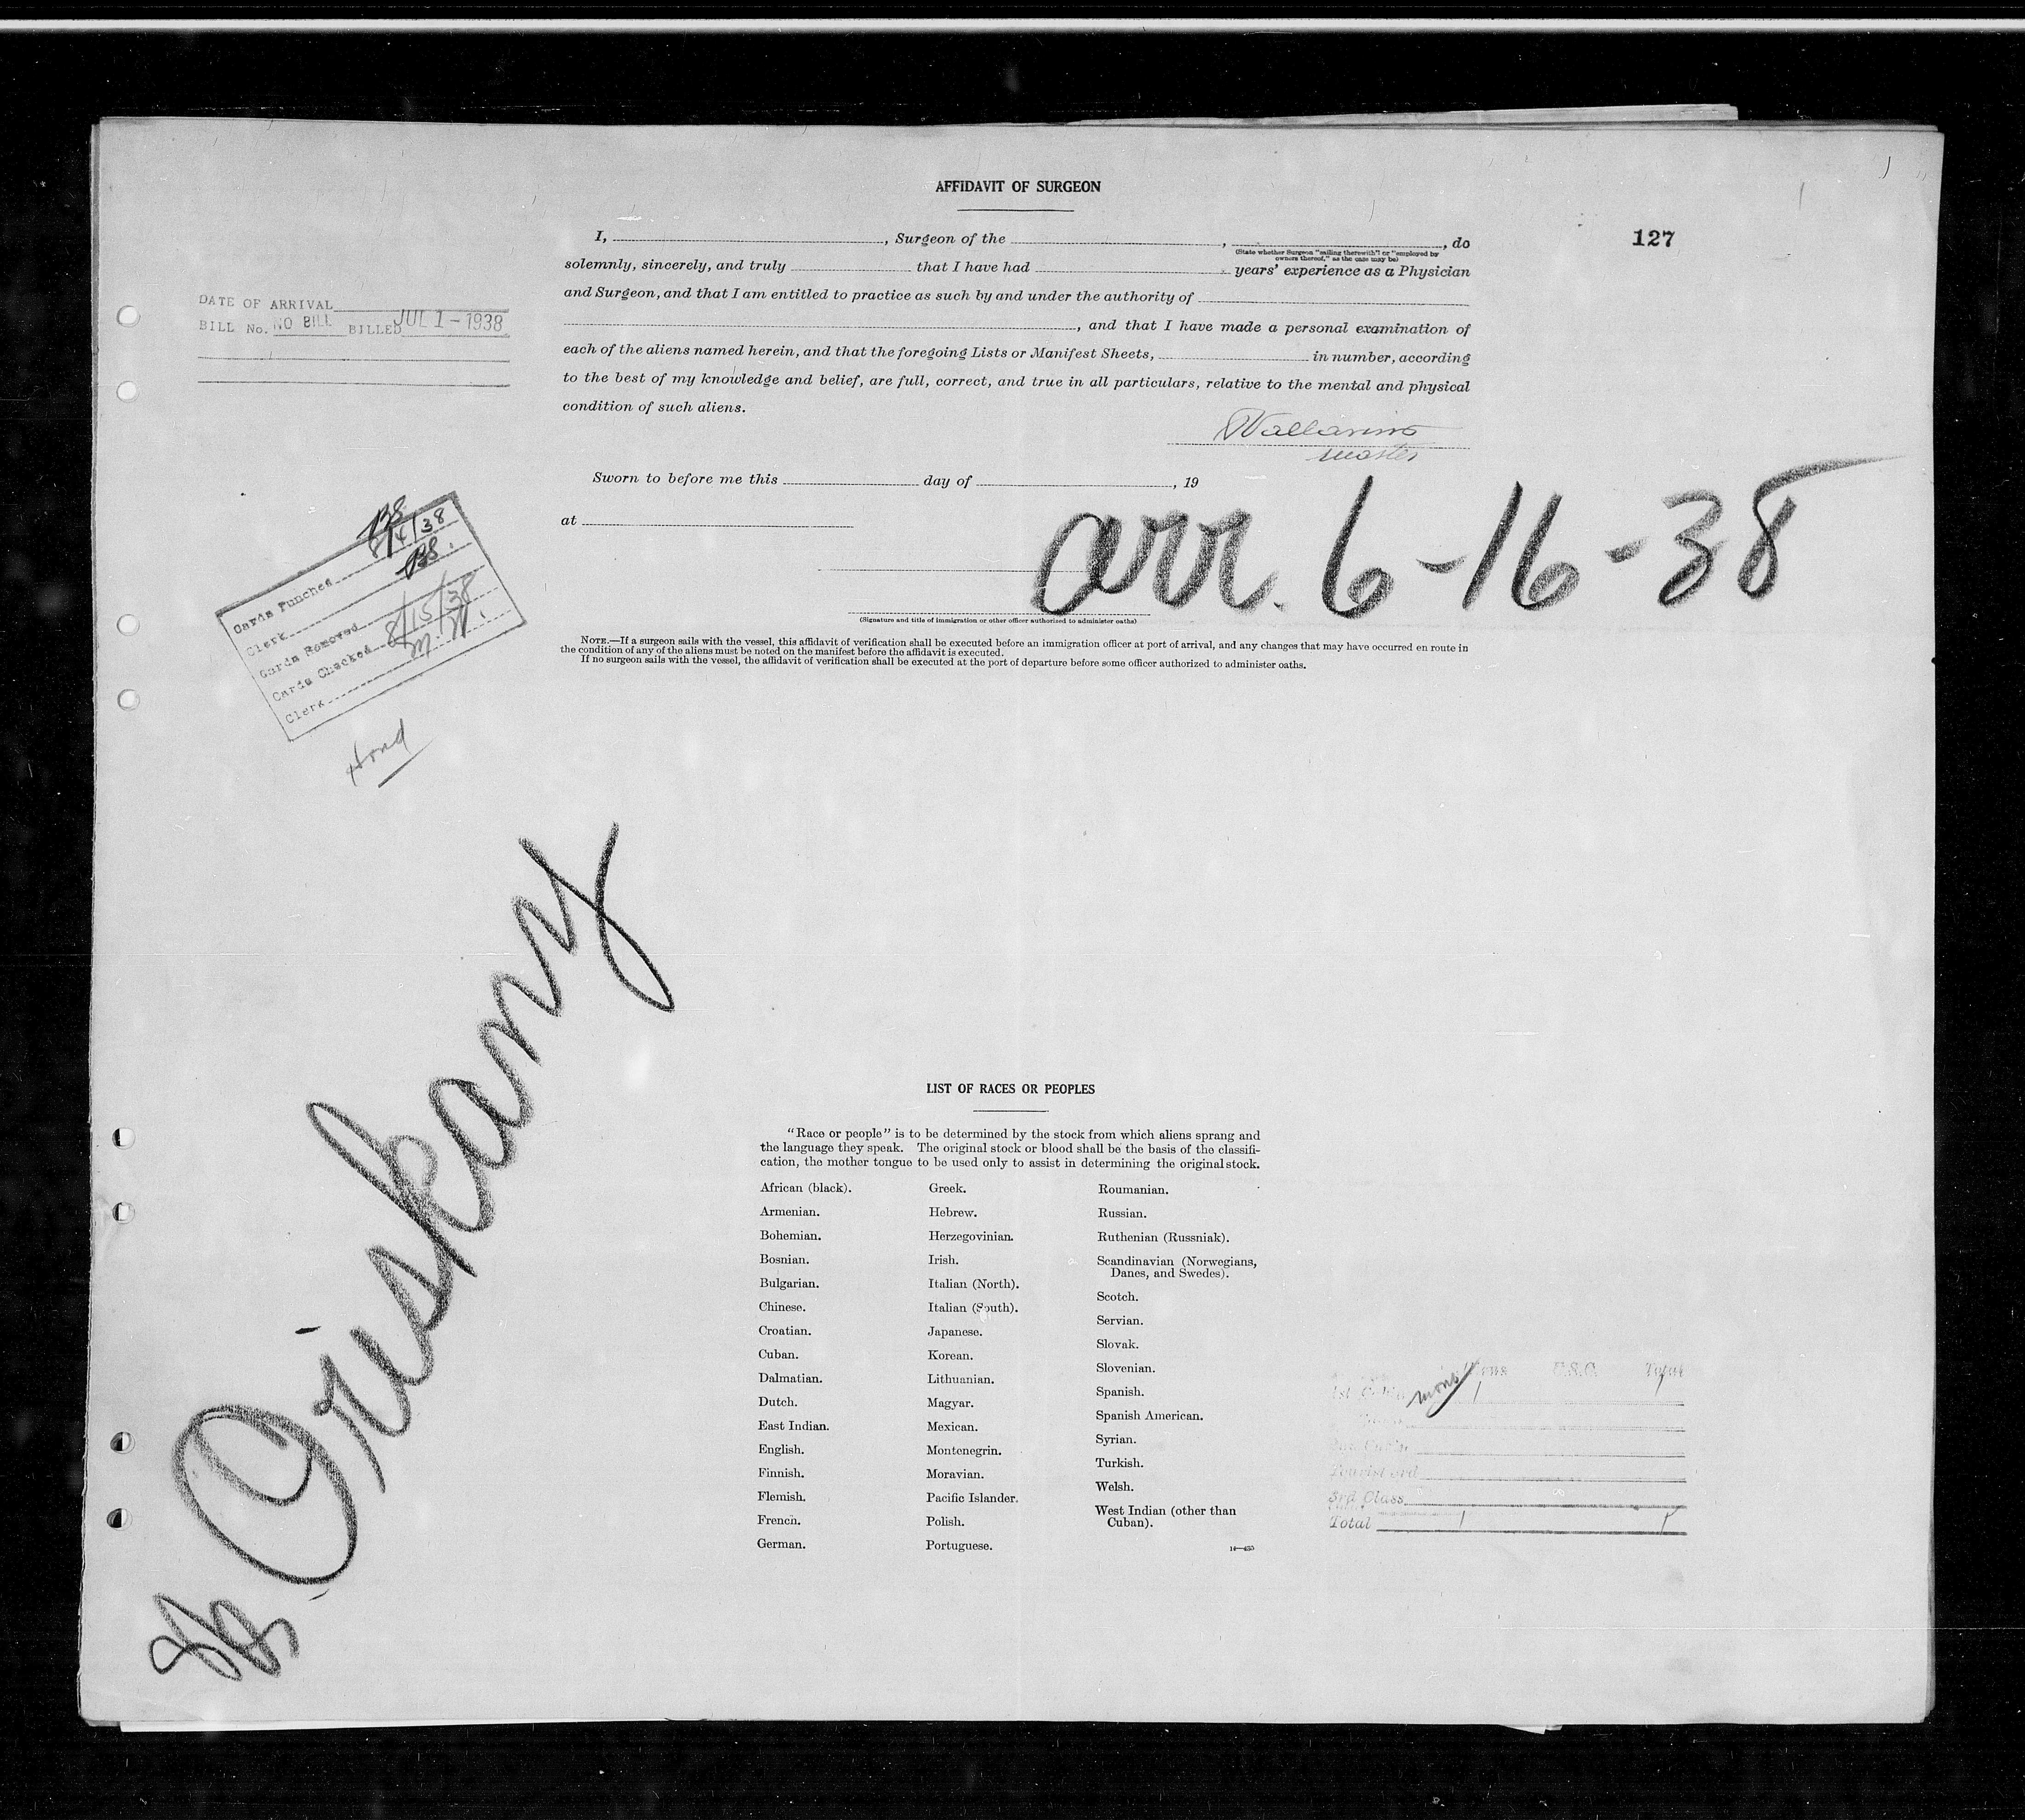 AFFIDAVIT OF SURGEON
127
I, , Surgeon of the , , do
(State whether Surgeon "sailing therewith" or "employed by
owners thereof," as the case may be)
solemnly, sincerely, and truly that I have had years' experience as a Physician
and Surgeon, and that I am entitled to practice as such by and under the authority of
, and that I have made a personal examination of
each of the aliens named herein, and that the foregoing Lists or Manifest Sheets, in number, according
to the best of my knowledge and belief, are full, correct, and true in all particulars, relative to the mental and physical
condition of such aliens.
DATE OF ARRIVAL
BILL No. NO BILL BILLED JUL 1 - 1938
master
Sworn to before me this day of , 19
at
arr. 6-16-38
(Signature and title of immigration or other officer authorized to administer oaths)
NOTE.—If a surgeon sails with the vessel, this affidavit of verification shall be executed before an immigration officer at port of arrival, and any changes that may have occurred en route in
the condition of any of the aliens must be noted on the manifest before the affidavit is executed.
If no surgeon sails with the vessel, the affidavit of verification shall be executed at the port of departure before some officer authorized to administer oaths.
Cards Punched 8/4/38
Clerk BB.
Cards Removed
Cards Checked 8/15/38
Clerk
Oriskany
LIST OF RACES OR PEOPLES
"Race or people" is to be determined by the stock from which aliens sprang and
the language they speak. The original stock or blood shall be the basis of the classifi-
cation, the mother tongue to be used only to assist in determining the original stock.
African (black).
Armenian.
Bohemian.
Bosnian.
Bulgarian.
Chinese.
Croatian.
Cuban.
Dalmatian.
Dutch.
East Indian.
English.
Finnish.
Flemish.
French.
German.
Greek.
Hebrew.
Herzegovinian.
Irish.
Italian (North).
Italian (South).
Japanese.
Korean.
Lithuanian.
Magyar.
Mexican.
Montenegrin.
Moravian.
Pacific Islander.
Polish.
Portuguese.
Roumanian.
Russian.
Ruthenian (Russniak).
Scandinavian (Norwegians,
Danes, and Swedes).
Scotch.
Servian.
Slovak.
Slovenian.
Spanish.
Spanish American.
Syrian.
Turkish.
Welsh.
West Indian (other than
Cuban).
U.S.C. Total
1st Cabin 1 1
Tourist 3rd
3rd Class
Total 1 1